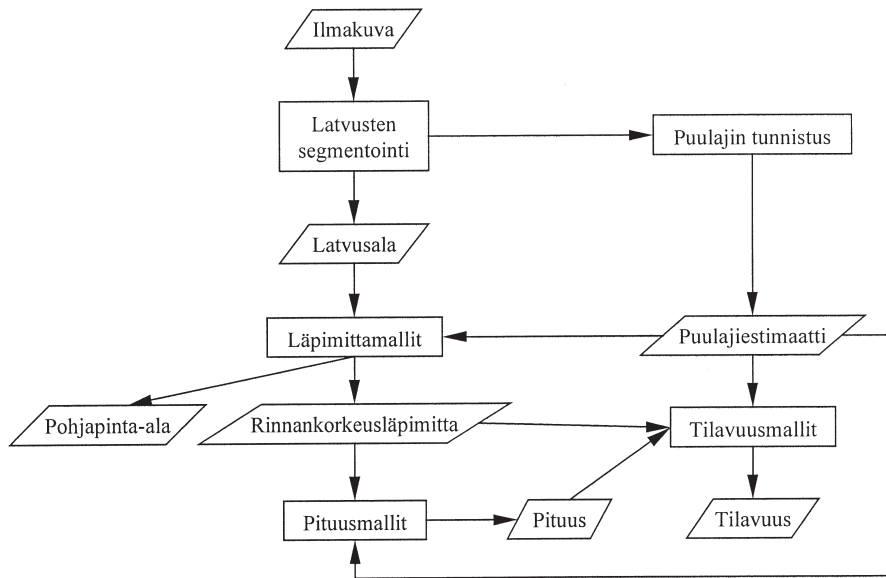 Ilmakuva
Latvusten
segmentointi
Puulajin tunnistus
Latvusala
Läpimittamallit
Puulajiestimaatti
Pohjapinta-ala
Rinnankorkeusläpimitta
Tilavuusmallit
Pituusmallit
Pituus
Tilavuus